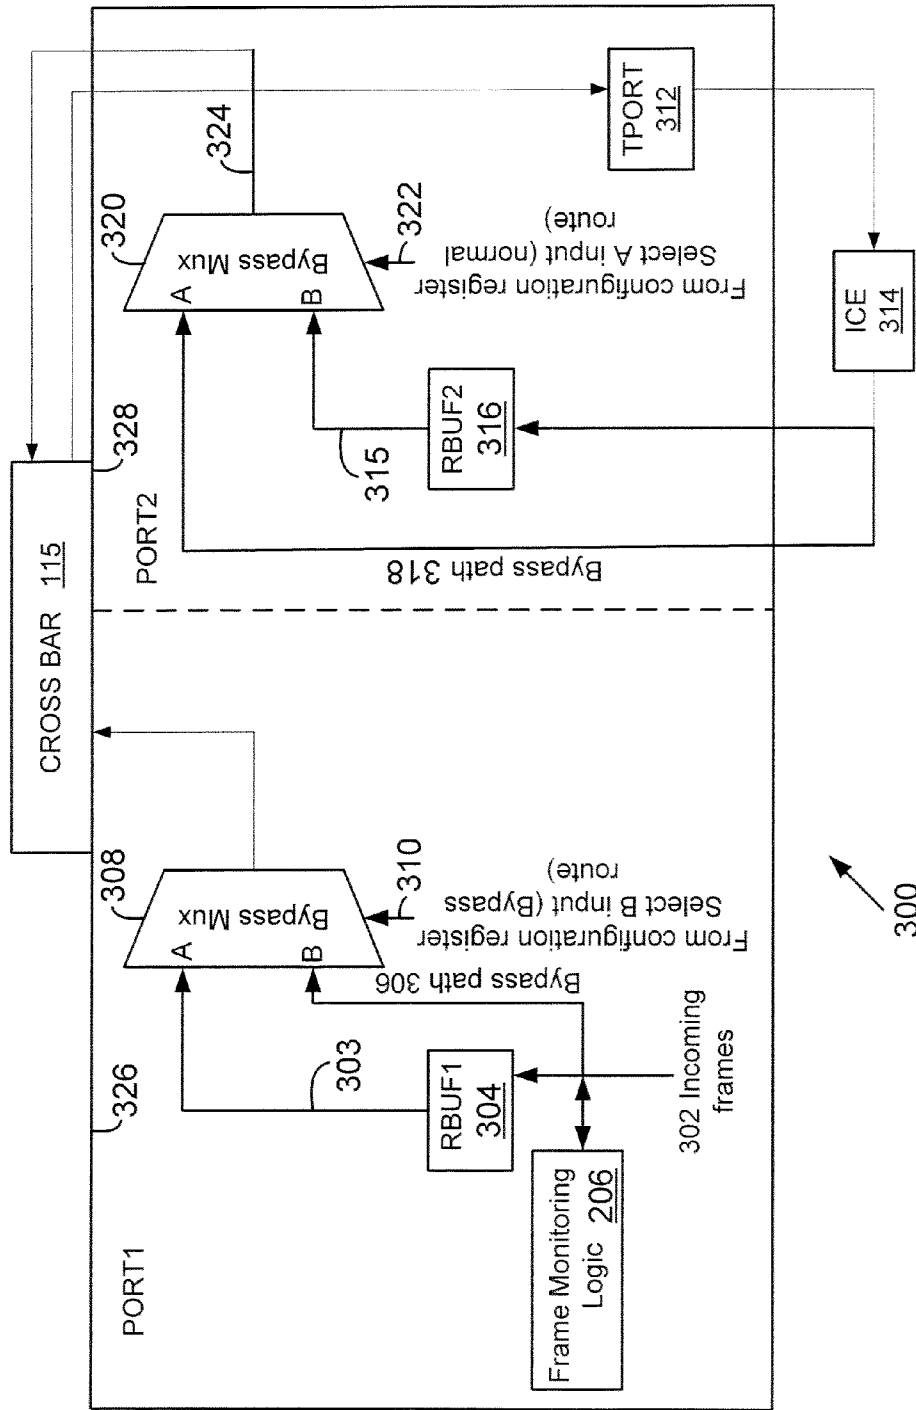 CROSS BAR 115
PORT1
326
308
Bypass Mux
A
B
310
From configuration register
Select B input (Bypass
route)
Bypass path 306
303
RBUF1
304
Frame Monitoring
Logic 206
302 Incoming
frames
PORT2
328
320
Bypass Mux
A
B
324
322
From configuration register
Select A input (normal
route)
315
RBUF2
316
Bypass path 318
TPORT
312
ICE
314
300